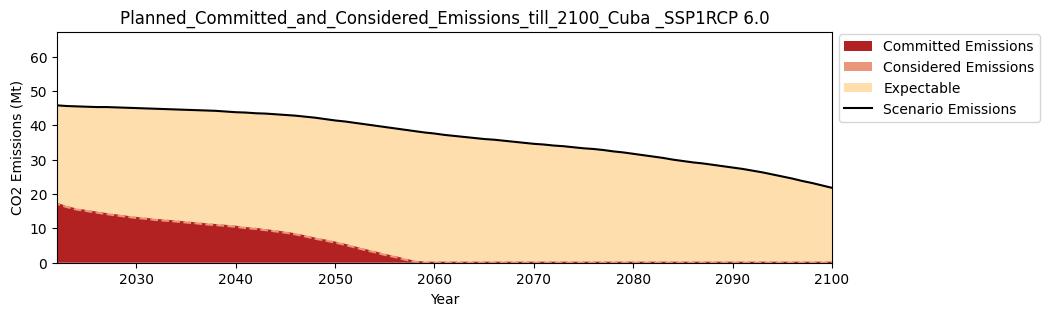 Planned_Committed_and_Considered_Emissions_till_2100_Cuba _SSP1RCP 6.0
CO2 Emissions (Mt)
60
50
40
30
20
10
0
2030
2040
2050
2060
2070
2080
2090
2100
Year
Committed Emissions
Considered Emissions
Expectable
Scenario Emissions